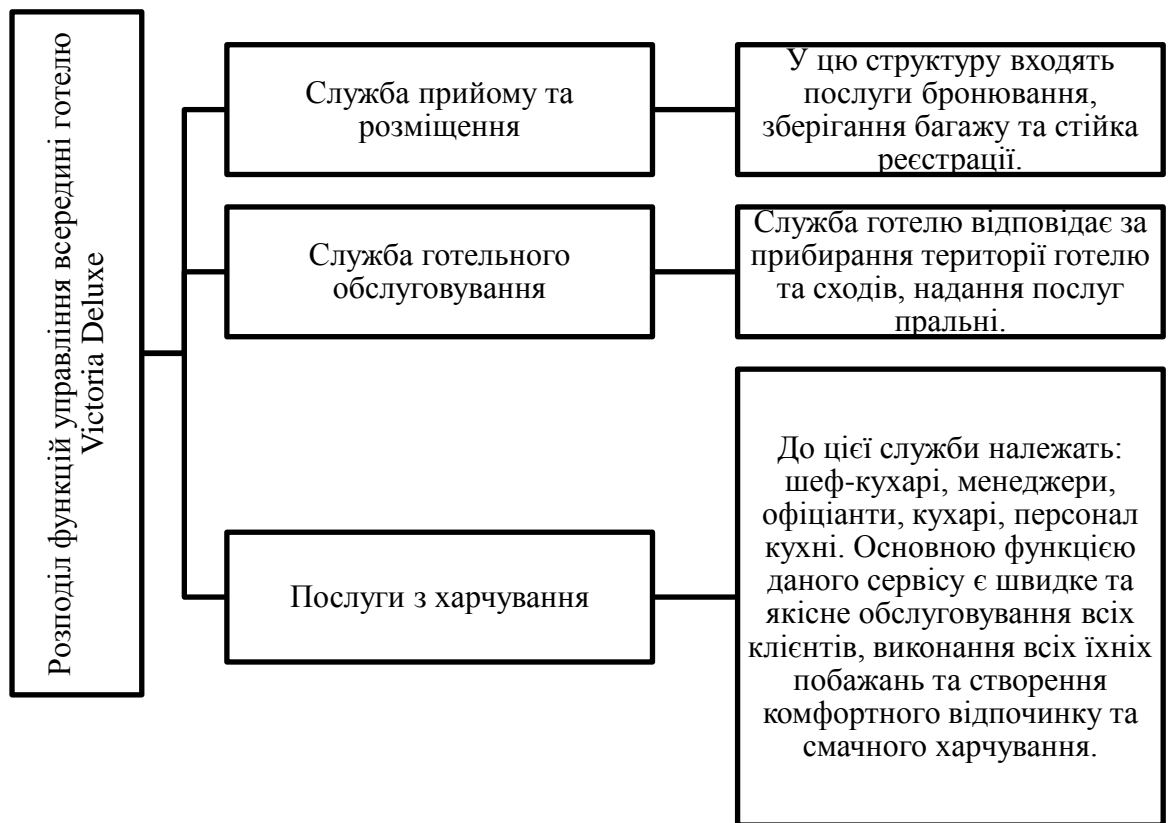 Розподіл функцій управління всередині готелю
Victoria Deluxe
Служба прийому та
розміщення
У цю структуру входять
послуги бронювання,
зберігання багажу та стійка
реєстрації.
Служба готельного
обслуговування
Служба готелю відповідає за
прибирання території готелю
та сходів, надання послуг
пральні.
Послуги з харчування
До цієї служби належать:
шеф-кухарі, менеджери,
офіціанти, кухарі, персонал
кухні. Основною функцією
даного сервісу є швидке та
якісне обслуговування всіх
клієнтів, виконання всіх їхніх
побажань та створення
комфортного відпочинку та
смачного харчування.